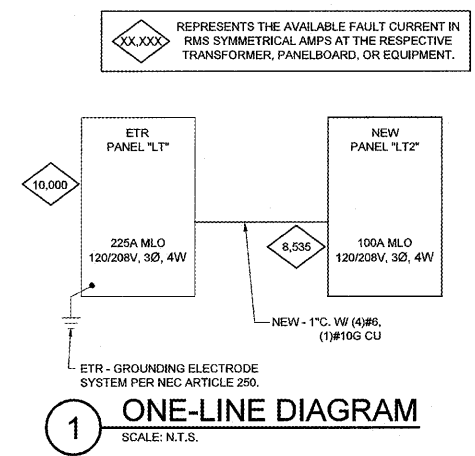 XX,XXX
REPRESENTS THE AVAILABLE FAULT CURRENT IN
RMS SYMMETRICAL AMPS AT THE RESPECTIVE
TRANSFORMER, PANELBOARD, OR EQUIPMENT.
ETR
PANEL "LT"
10,000
225A MLO
120/208V, 3Ø, 4W
NEW
PANEL "LT2"
8,535
100A MLO
120/208V, 3Ø, 4W
NEW - 1"C. W/ (4)#6,
(1)#10G CU
ETR - GROUNDING ELECTRODE
SYSTEM PER NEC ARTICLE 250.
1
ONE-LINE DIAGRAM
SCALE: N.T.S.